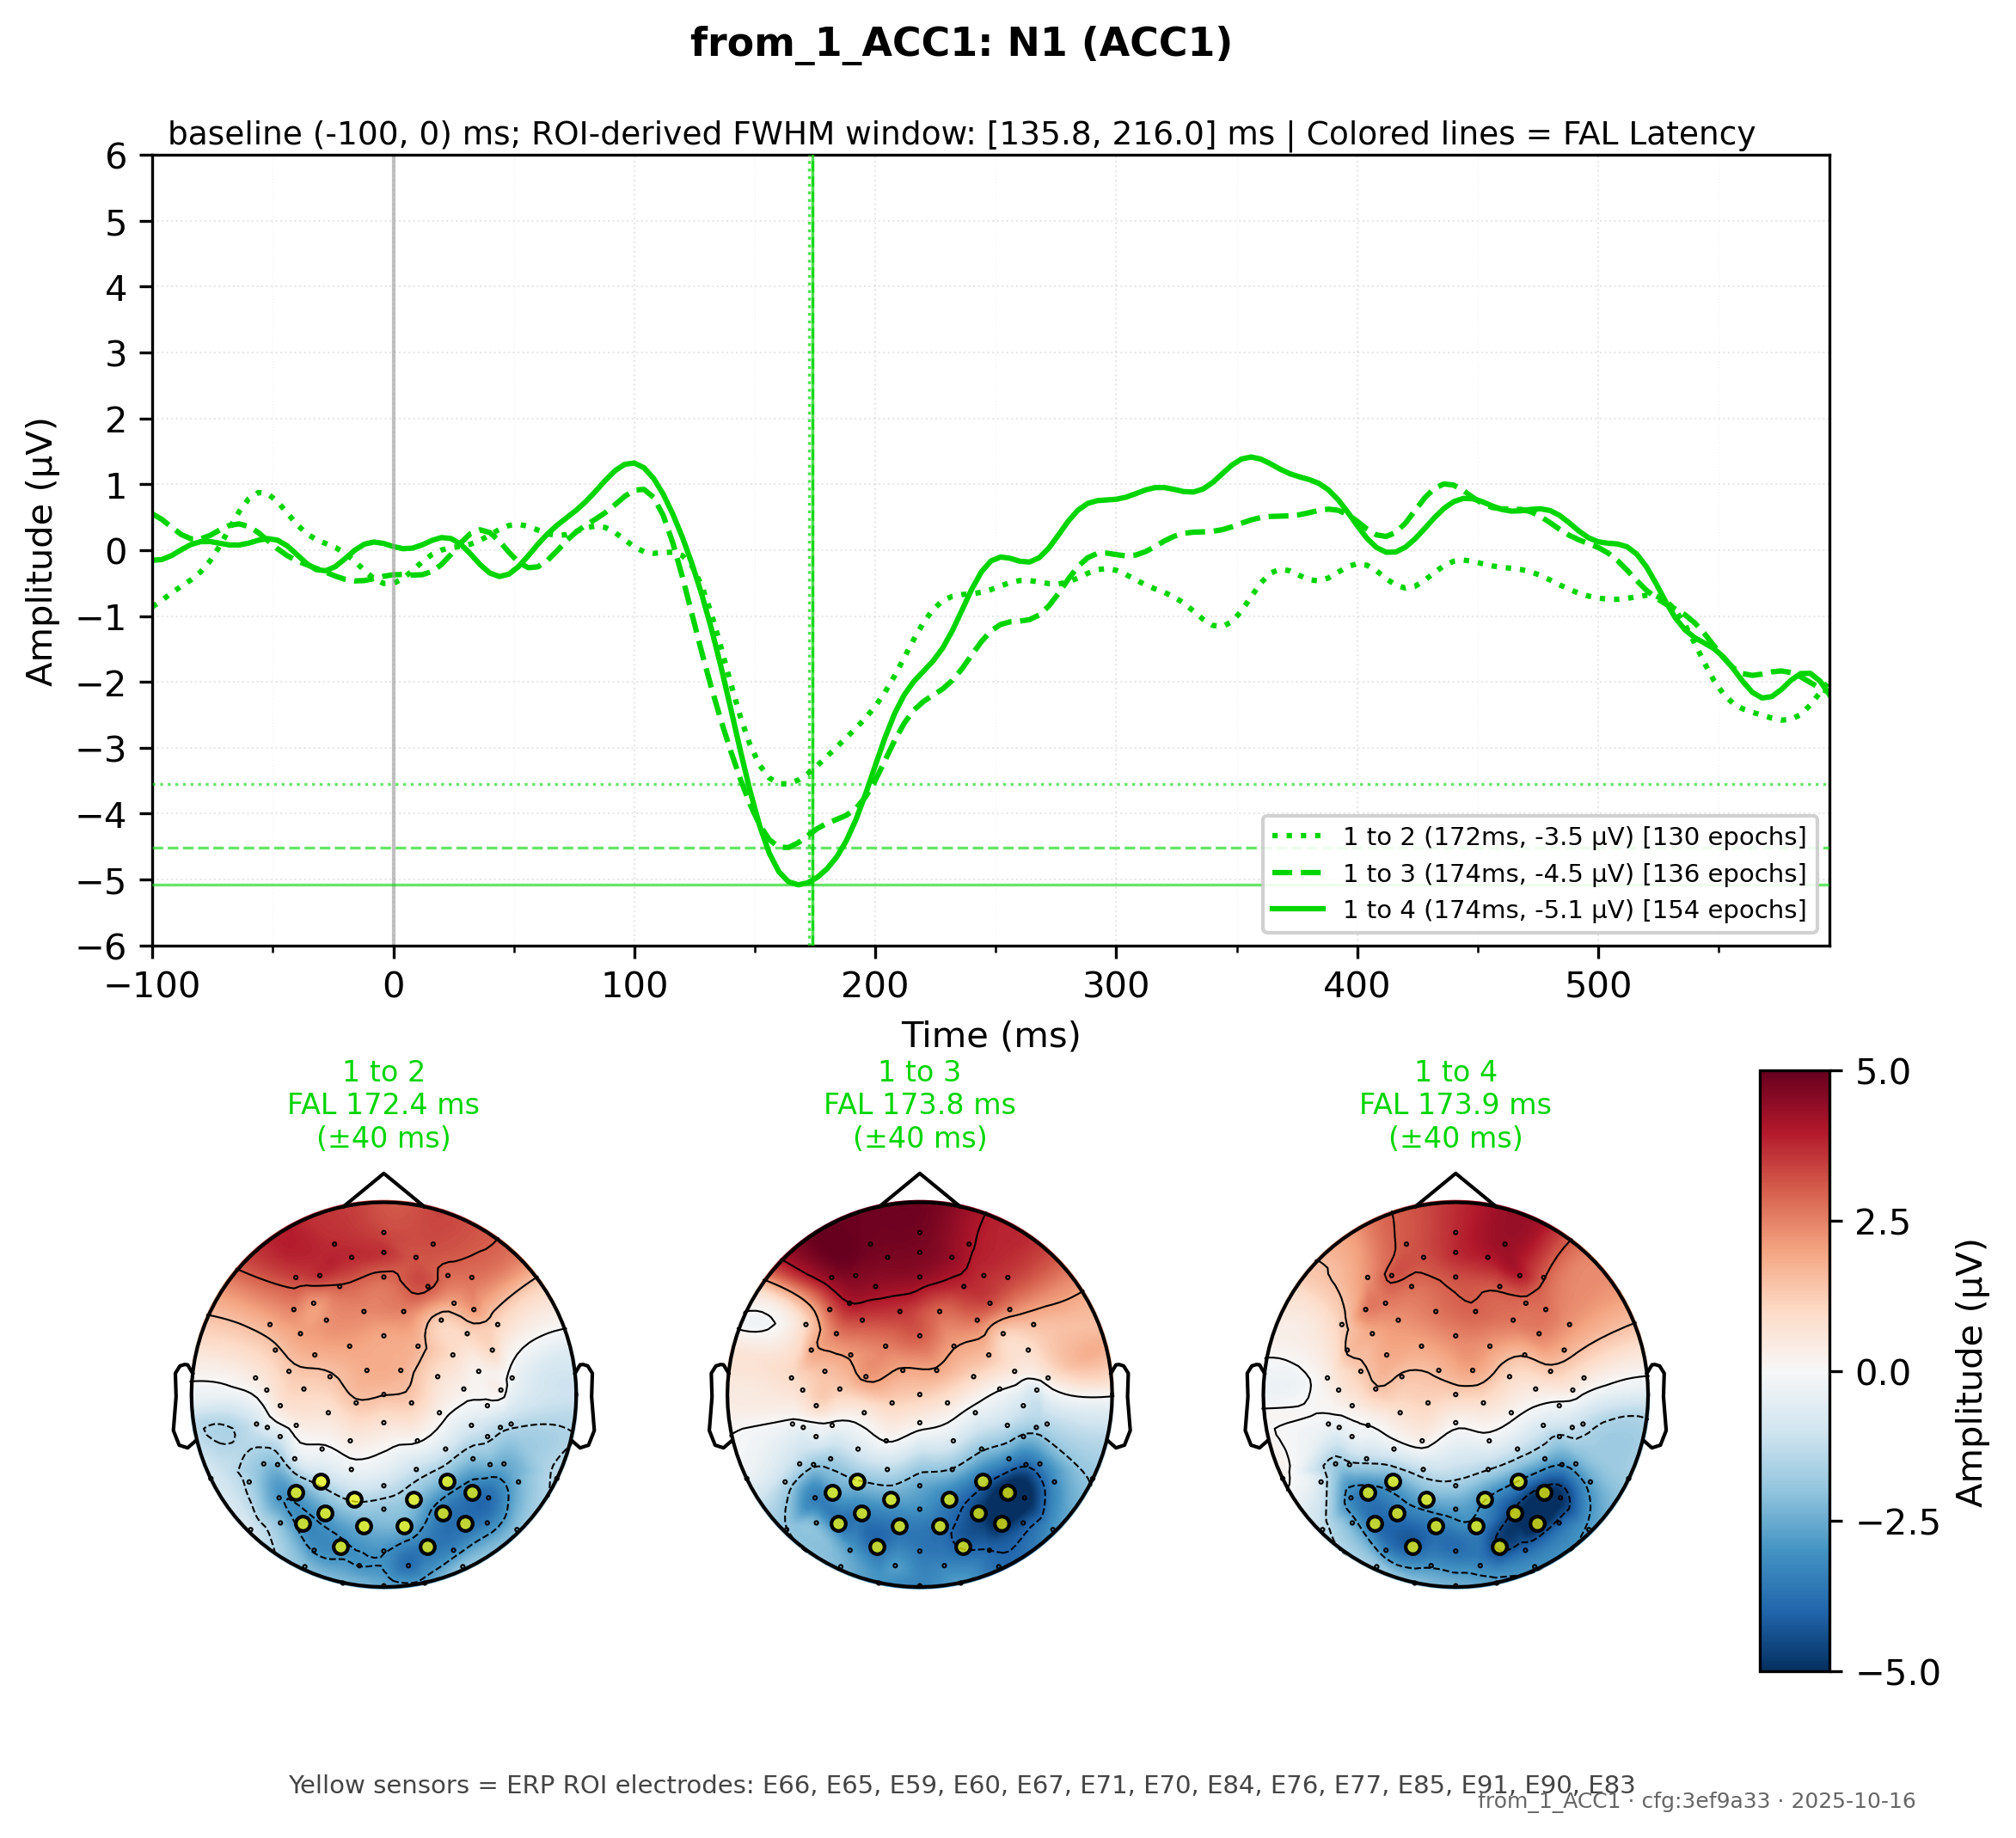 from_1_ACC1: N1 (ACC1)
baseline (-100, 0) ms; ROI-derived FWHM window: [135.8, 216.0] ms | Colored lines = FAL Latency
6
5
4
3
2
1
0
−1
−2
−3
−4
−5
−6
Amplitude (µV)
1 to 2 (172ms, -3.5 µV) [130 epochs]
1 to 3 (174ms, -4.5 µV) [136 epochs]
1 to 4 (174ms, -5.1 µV) [154 epochs]
−100 0 100 200 300 400 500
Time (ms)
1 to 2
FAL 172.4 ms
(±40 ms)
1 to 3
FAL 173.8 ms
(±40 ms)
1 to 4
FAL 173.9 ms
(±40 ms)
5.0
2.5
0.0
−2.5
−5.0
Amplitude (µV)
Yellow sensors = ERP ROI electrodes: E66, E65, E59, E60, E67, E71, E70, E84, E76, E77, E85, E91, E90, E83
from_1_ACC1 · cfg:3ef9a33 · 2025-10-16